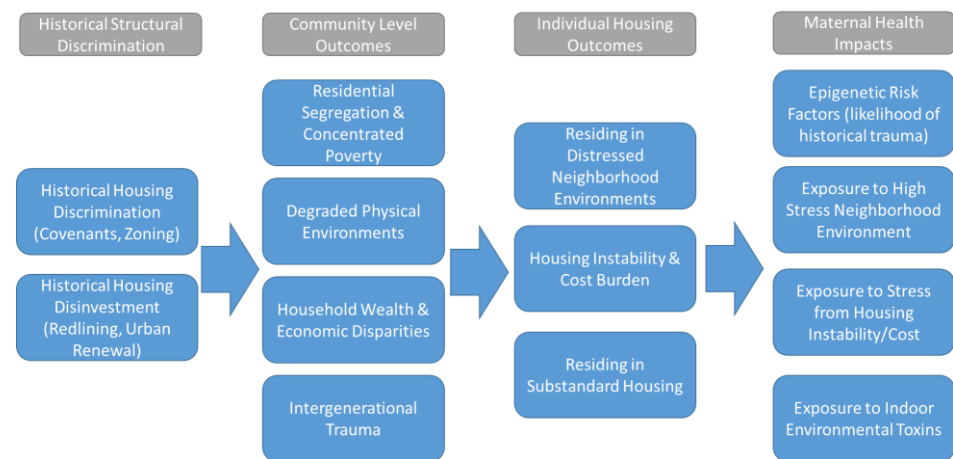 Historical Structural
Discrimination
Community Level
Outcomes
Individual Housing
Outcomes
Maternal Health
Impacts
Historical Housing
Discrimination
(Covenants, Zoning)
Historical Housing
Disinvestment
(Redlining, Urban
Renewal)
Residential
Segregation &
Concentrated
Poverty
Degraded Physical
Environments
Household Wealth &
Economic Disparities
Intergenerational
Trauma
Residing in
Distressed
Neighborhood
Environments
Housing Instability &
Cost Burden
Residing in
Substandard Housing
Epigenetic Risk
Factors (likelihood of
historical trauma)
Exposure to High
Stress Neighborhood
Environment
Exposure to Stress
from Housing
Instability/Cost
Exposure to Indoor
Environmental Toxins